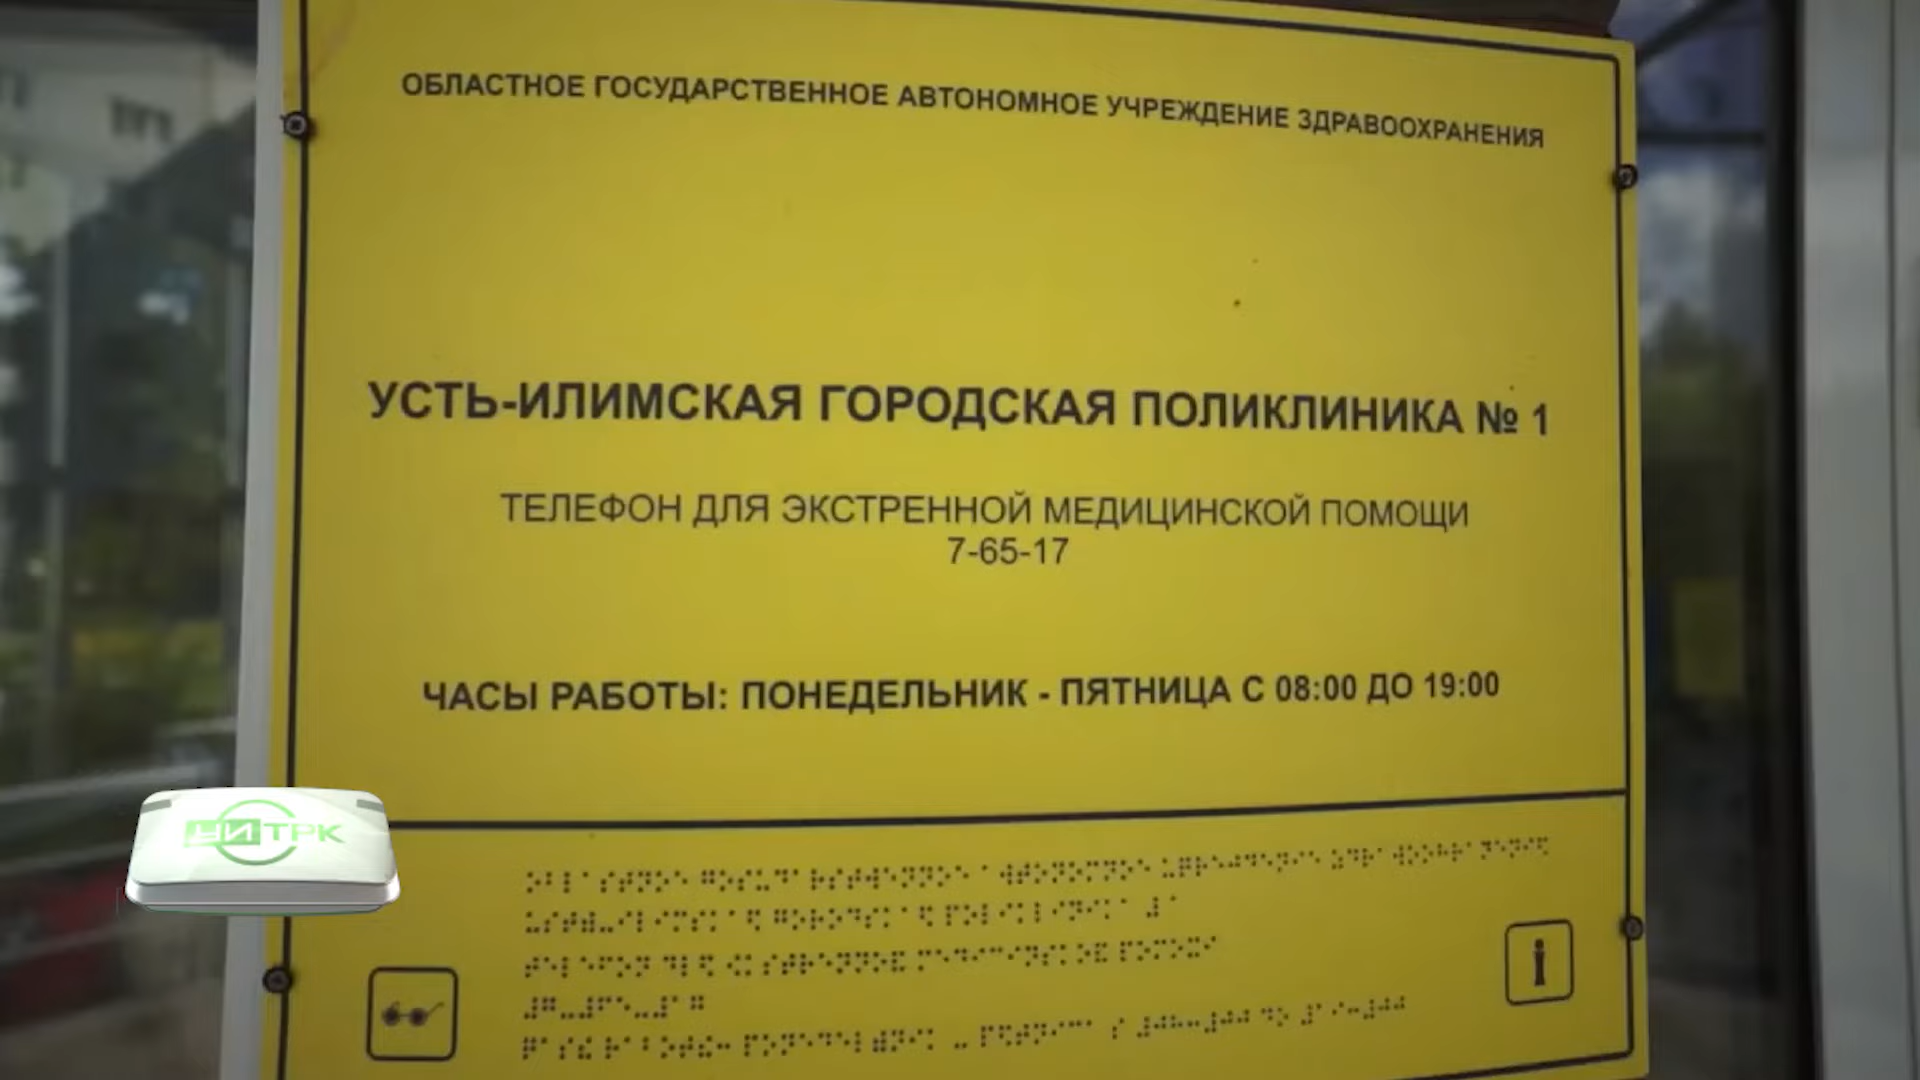 ОБЛАСТНОЕ ГОСУДАРСТВЕННОЕ АВТОНОМНОЕ УЧРЕЖДЕНИЕ ЗДРАВООХРАНЕНИЯ
УСТЬ-ИЛИМСКАЯ ГОРОДСКАЯ ПОЛИКЛИНИКА № 1
ТЕЛЕФОН ДЛЯ ЭКСТРЕННОЙ МЕДИЦИНСКОЙ ПОМОЩИ
7-65-17
ЧАСЫ РАБОТЫ: ПОНЕДЕЛЬНИК - ПЯТНИЦА С 08:00 ДО 19:00
УИТРК
i